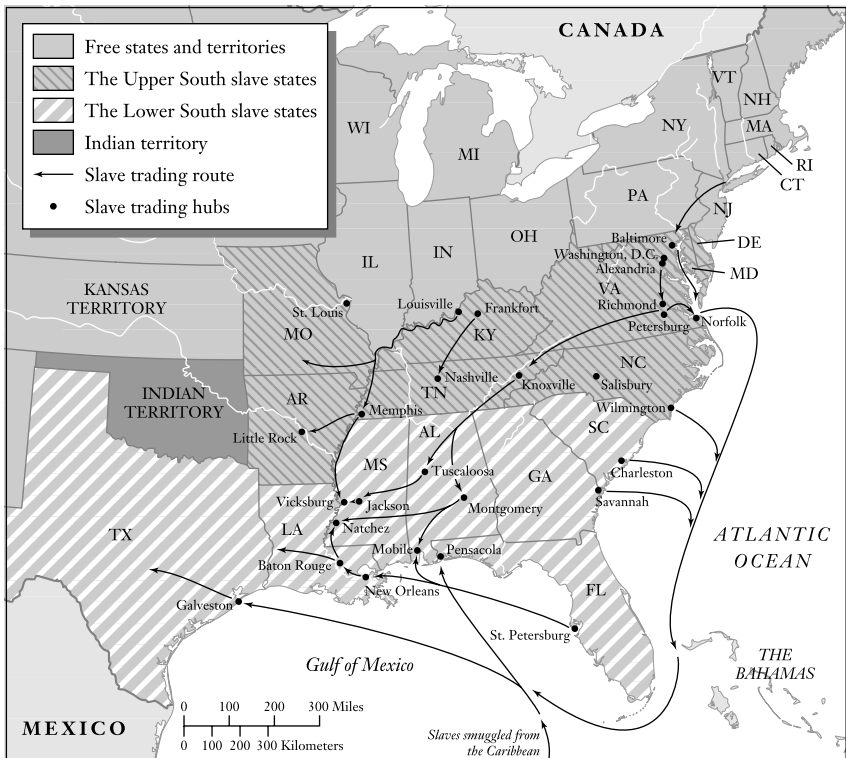 CANADA
Free states and territories
The Upper South slave states
The Lower South slave states
Indian territory
Slave trading route
Slave trading hubs
VT
NH
MA
NY
WI
MI
RI
CT
PA
NJ
OH
IN
IL
Baltimore
DE
Washington, D.C.
Alexandria
MD
VA
KANSAS
TERRITORY
St. Louis
Louisville
Frankfort
Richmond
Petersburg
Norfolk
MO
KY
NC
Nashville
TN
Knoxville
Salisbury
INDIAN
TERRITORY
AR
Memphis
Wilmington
Little Rock
AL
SC
MS
Tuscaloosa
GA
Charleston
Vicksburg
Jackson
Montgomery
Savannah
TX
LA
Natchez
ATLANTIC
OCEAN
Mobile
Pensacola
Baton Rouge
New Orleans
FL
Galveston
St. Petersburg
Gulf of Mexico
THE
BAHAMAS
0 100 200 300 Miles
0 100 200 300 Kilometers
MEXICO
Slaves smuggled from
the Caribbean